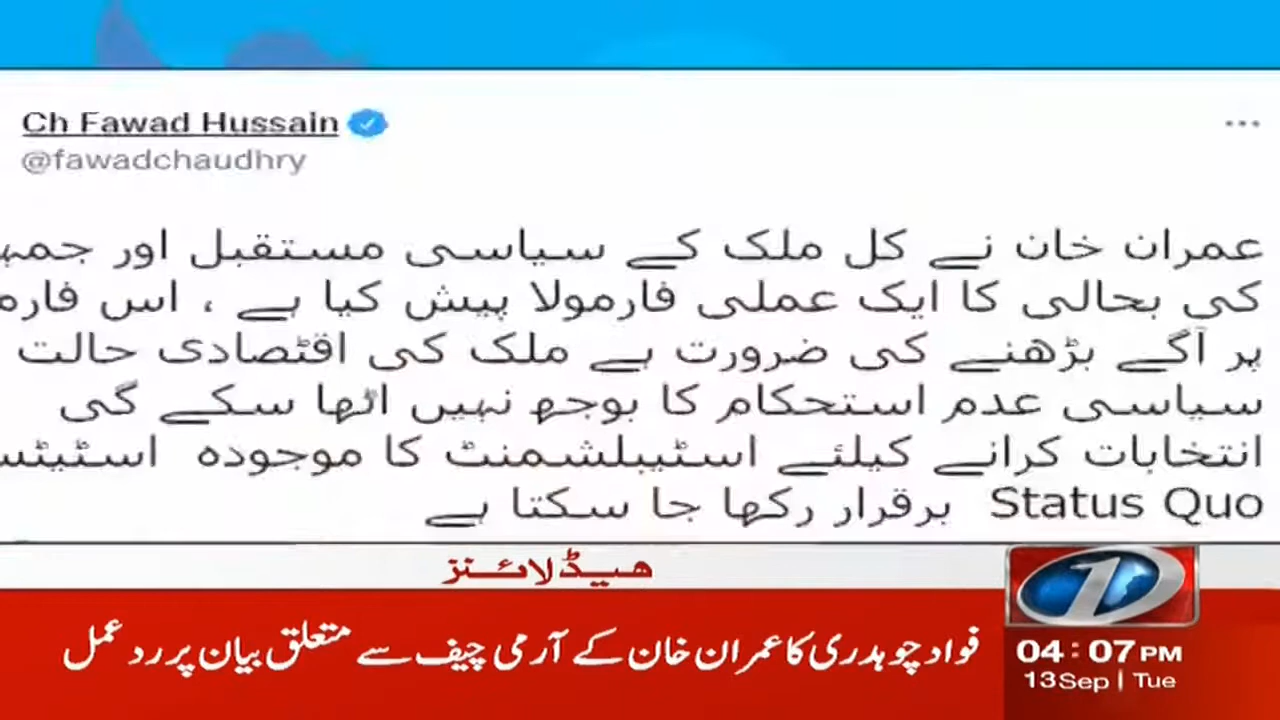 Ch Fawad Hussain
@fawadchaudhry
عمران خان نے کل ملک کے سیاسی مستقبل اور
کی بحالی کا ایک عملی فارمولا پیش کیا ہے ، اس
پر آگے بڑھنے کی ضرورت ہے ملک کی اقتصادی حالت
سیاسی عدم استحکام کا بوجھ نہیں اٹھا سکے گی
انتخابات کرانے کیلئے اسٹیبلشمنٹ کا موجودہ
Status Quo برقرار رکھا جا سکتا ہے
ھیڈلائنز
فواد چوہدری کا عمران خان کے آرمی چیف سے متعلق بیان پر رد عمل
1
04:07 PM
13Sep | Tue